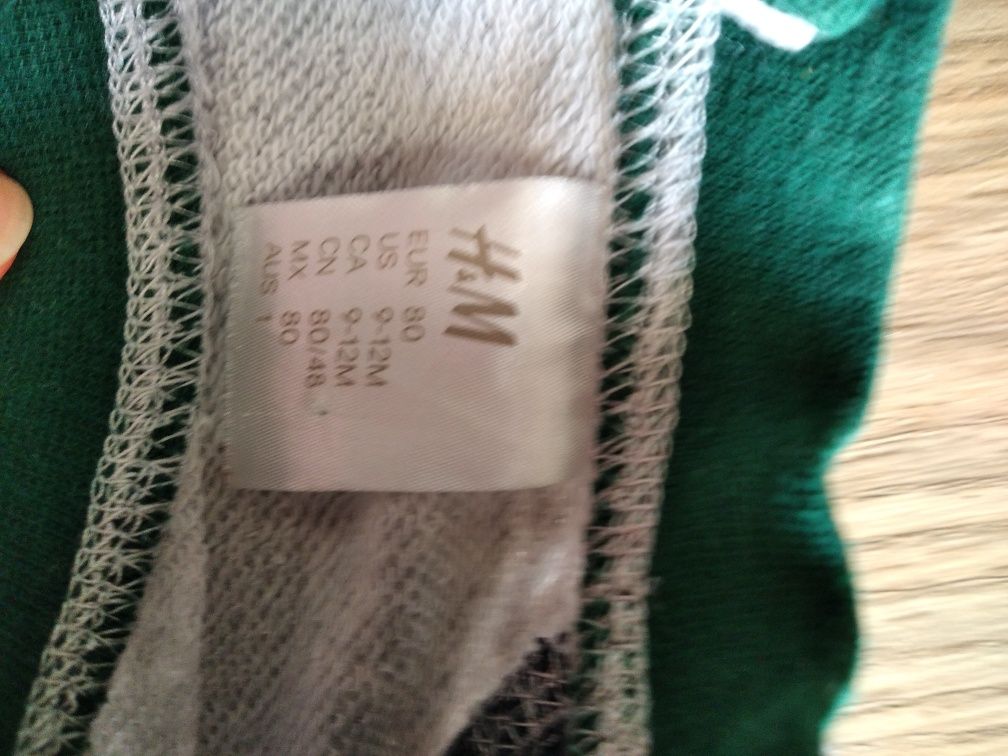 H&M
EUR 80
US 9-12M
CA 9-12M
CN 80/48
MX 80
AUS 1